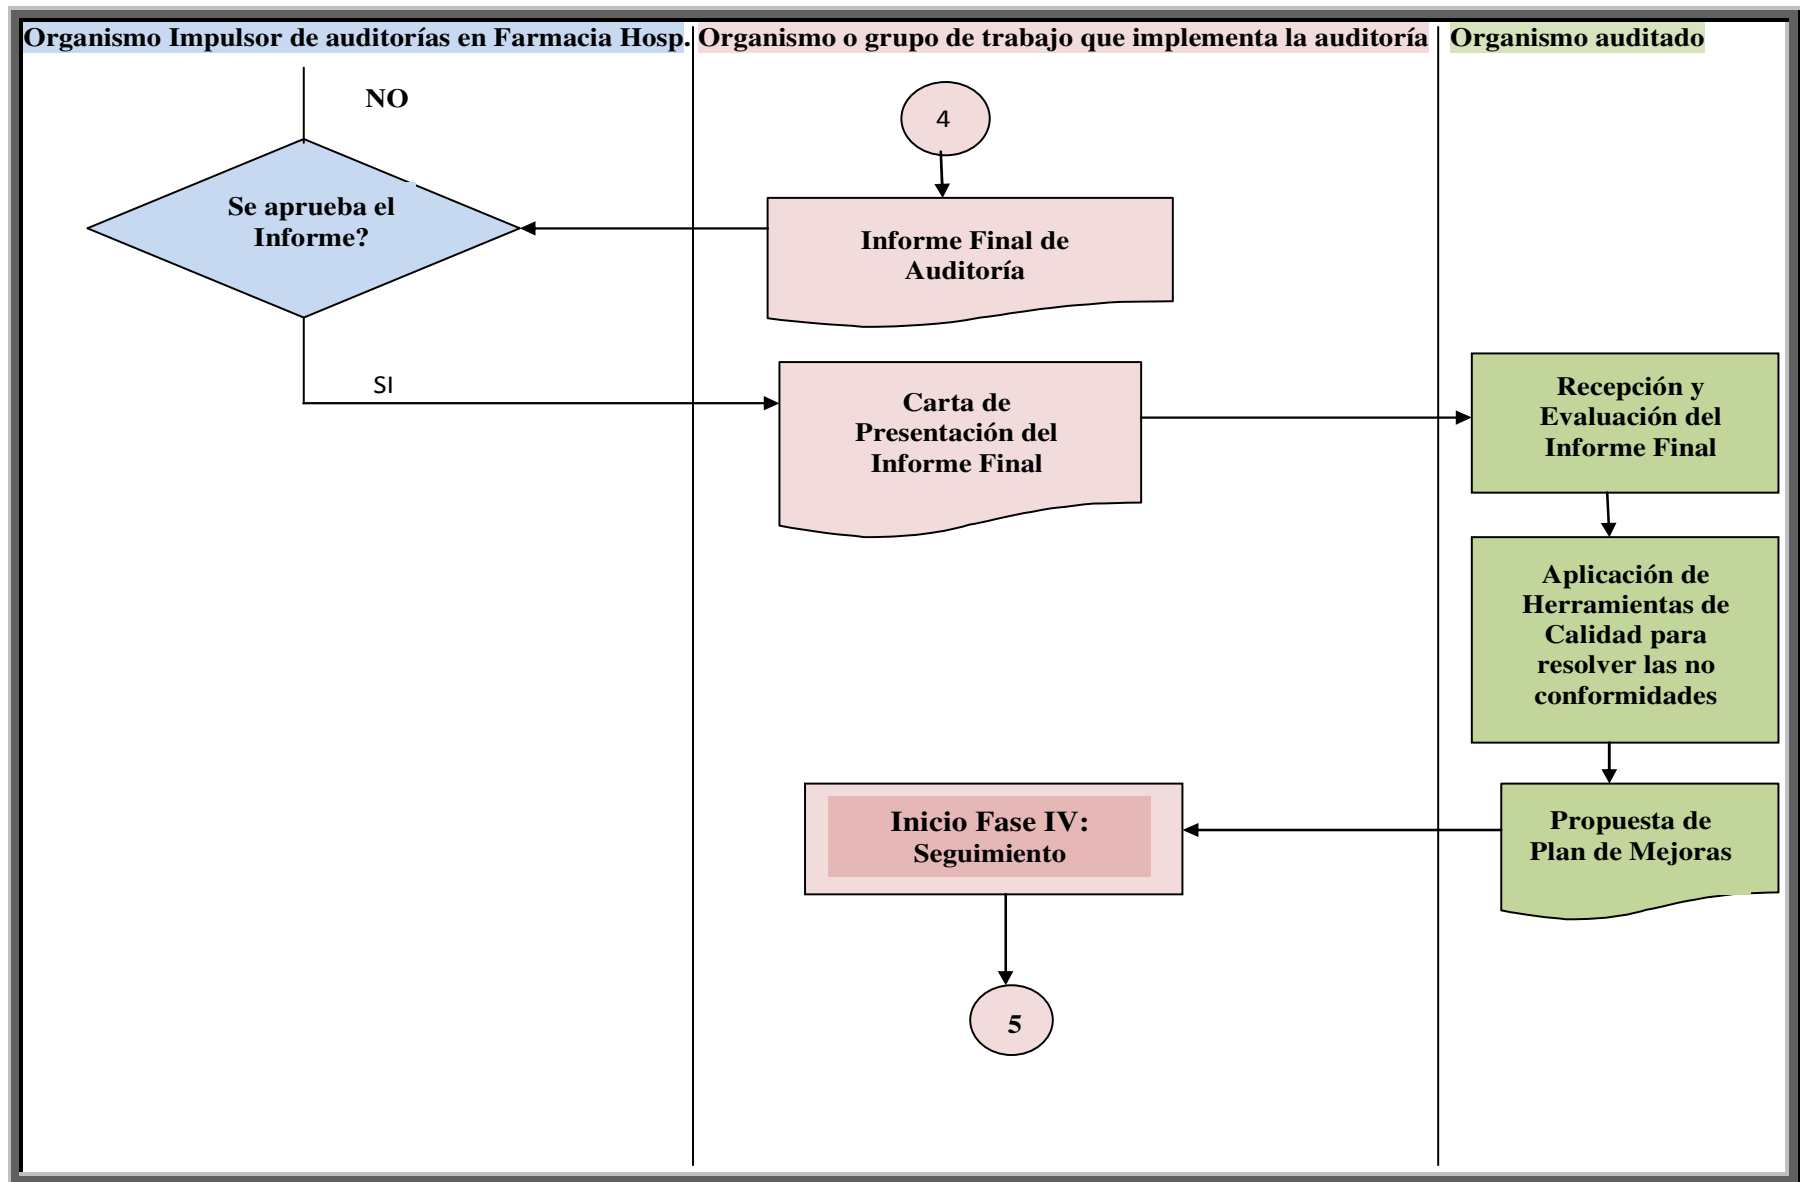 Organismo Impulsor de auditorías en Farmacia Hosp.
Organismo o grupo de trabajo que implementa la auditoría
Organismo auditado
NO
4
Se aprueba el
Informe?
Informe Final de
Auditoría
SI
Carta de
Presentación del
Informe Final
Recepción y
Evaluación del
Informe Final
Aplicación de
Herramientas de
Calidad para
resolver las no
conformidades
Inicio Fase IV:
Seguimiento
Propuesta de
Plan de Mejoras
5